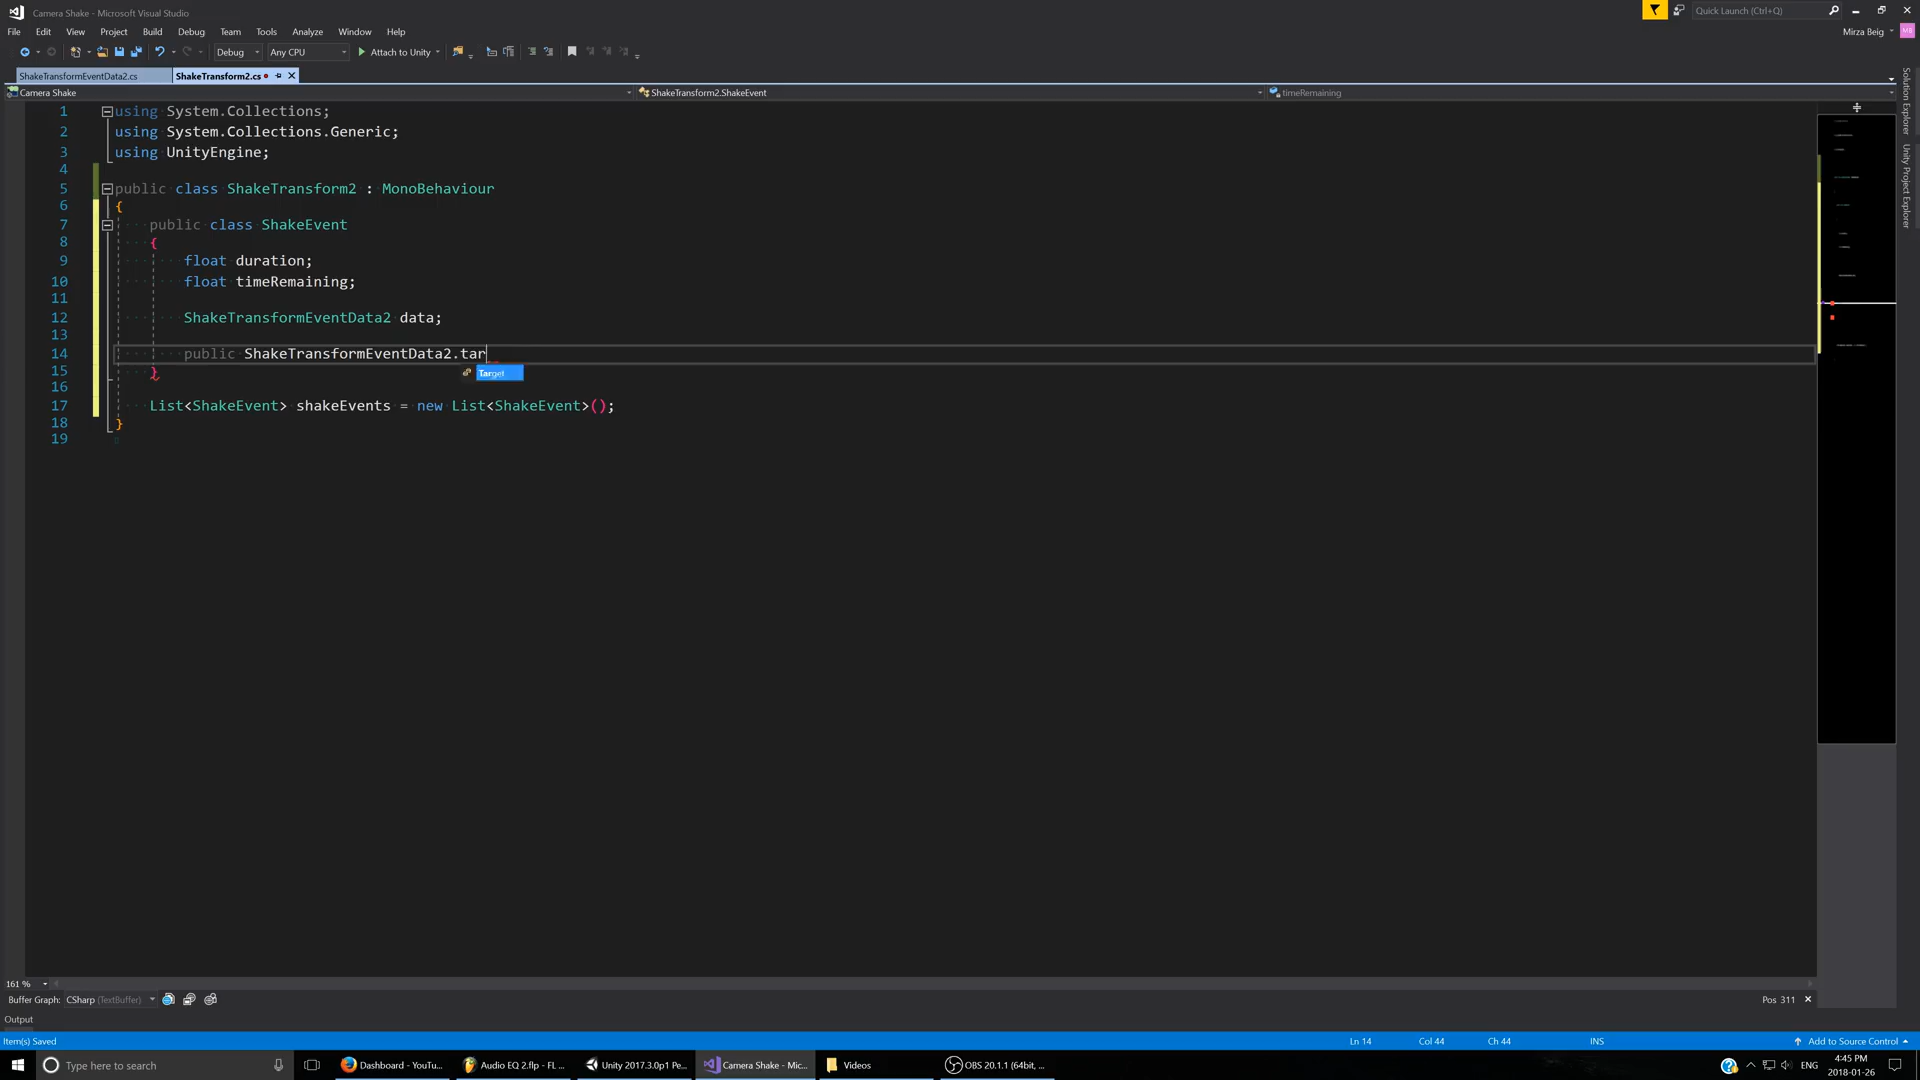 Camera Shake - Microsoft Visual Studio
Quick Launch (Ctrl+Q)
File Edit View Project Build Debug Team Tools Analyze Window Help
Mirza Beig
MB
Debug Any CPU Attach to Unity
ShakeTransformEventData2.cs ShakeTransform2.cs
Camera Shake ShakeTransform2.ShakeEvent timeRemaining
Solution Explorer
Unity Project Explorer
1 using System.Collections;
2 using System.Collections.Generic;
3 using UnityEngine;
4
5 public class ShakeTransform2 : MonoBehaviour
6 {
7 public class ShakeEvent
8 {
9 float duration;
10 float timeRemaining;
11
12 ShakeTransformEventData2 data;
13
14 public ShakeTransformEventData2.tar
Target
15 }
16
17 List<ShakeEvent> shakeEvents = new List<ShakeEvent>();
18 }
19
161 %
Buffer Graph: CSharp (TextBuffer) Pos 311
Output
Item(s) Saved Ln 14 Col 44 Ch 44 INS Add to Source Control
Type here to search Dashboard - YouTu... Audio EQ 2.flp - FL ... Unity 2017.3.0p1 Pe... Camera Shake - Mic... Videos OBS 20.1.1 (64bit, ... ENG 4:45 PM
2018-01-26